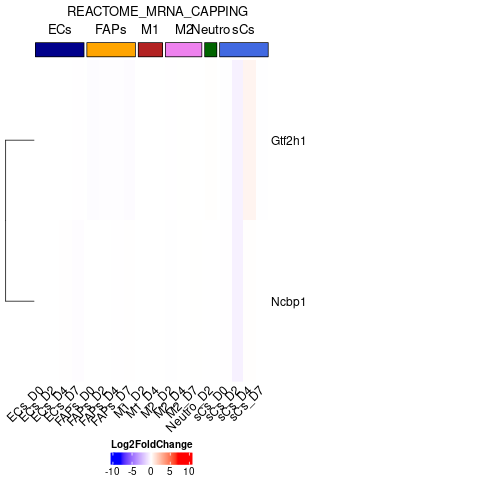 REACTOME_MRNA_CAPPING
ECs FAPs M1 M2 Neutro sCs
Gtf2h1
Ncbp1
ECs_D0 ECs_D2 ECs_D4 ECs_D7 FAPs_D0 FAPs_D2 FAPs_D4 FAPs_D7 M1_D2 M1_D4 M2_D2 M2_D4 M2_D7 Neutro_D2 sCs_D0 sCs_D2 sCs_D4 sCs_D7
Log2FoldChange
-10 -5 0 5 10